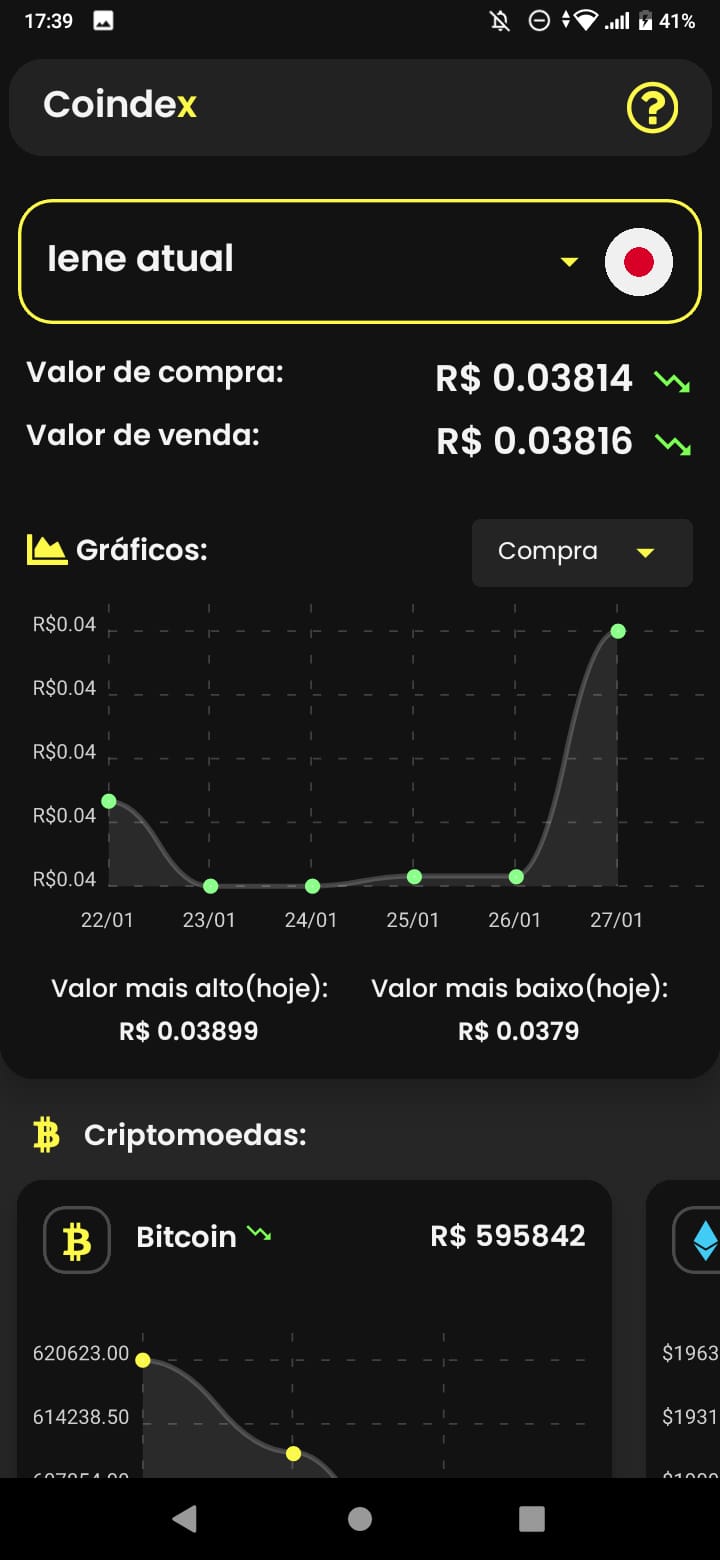 17:39 41%
Coindex
Iene atual
Valor de compra: R$ 0.03814
Valor de venda: R$ 0.03816
Gráficos: Compra
R$0.04
R$0.04
R$0.04
R$0.04
R$0.04
22/01 23/01 24/01 25/01 26/01 27/01
Valor mais alto(hoje): Valor mais baixo(hoje):
R$ 0.03899 R$ 0.0379
Criptomoedas:
Bitcoin R$ 595842
620623.00 $1963
614238.50 $1931